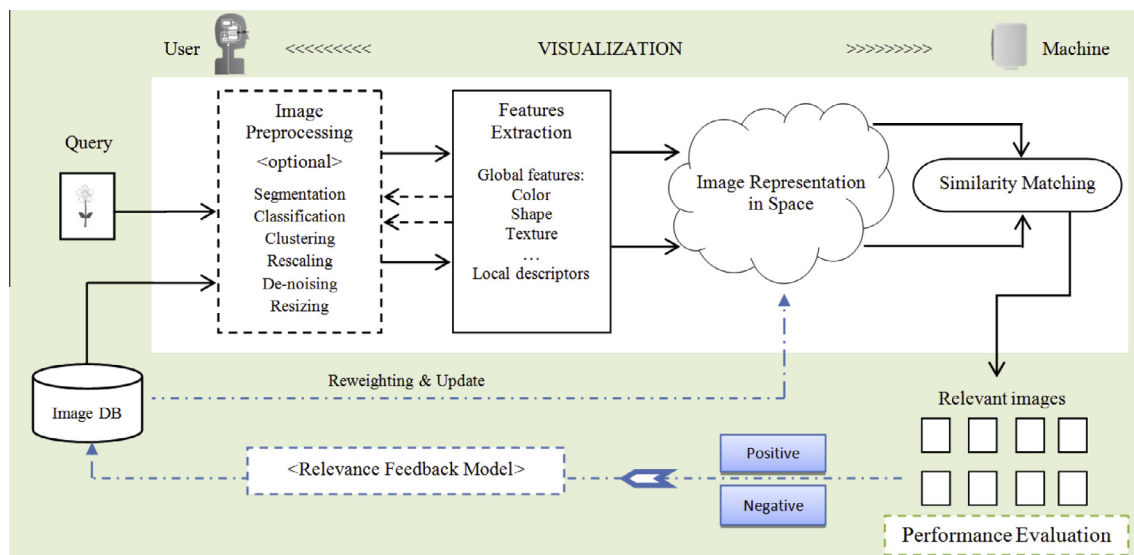 User <<<<<<<<< VISUALIZATION >>>>>>>>> Machine
Query
Image
Preprocessing
<optional>
Segmentation
Classification
Clustering
Rescaling
De-noising
Resizing
Features
Extraction
Global features:
Color
Shape
Texture
...
Local descriptors
Image Representation
in Space
Similarity Matching
Image DB
Reweighting & Update
Relevant images
<Relevance Feedback Model>
Positive
Negative
Performance Evaluation